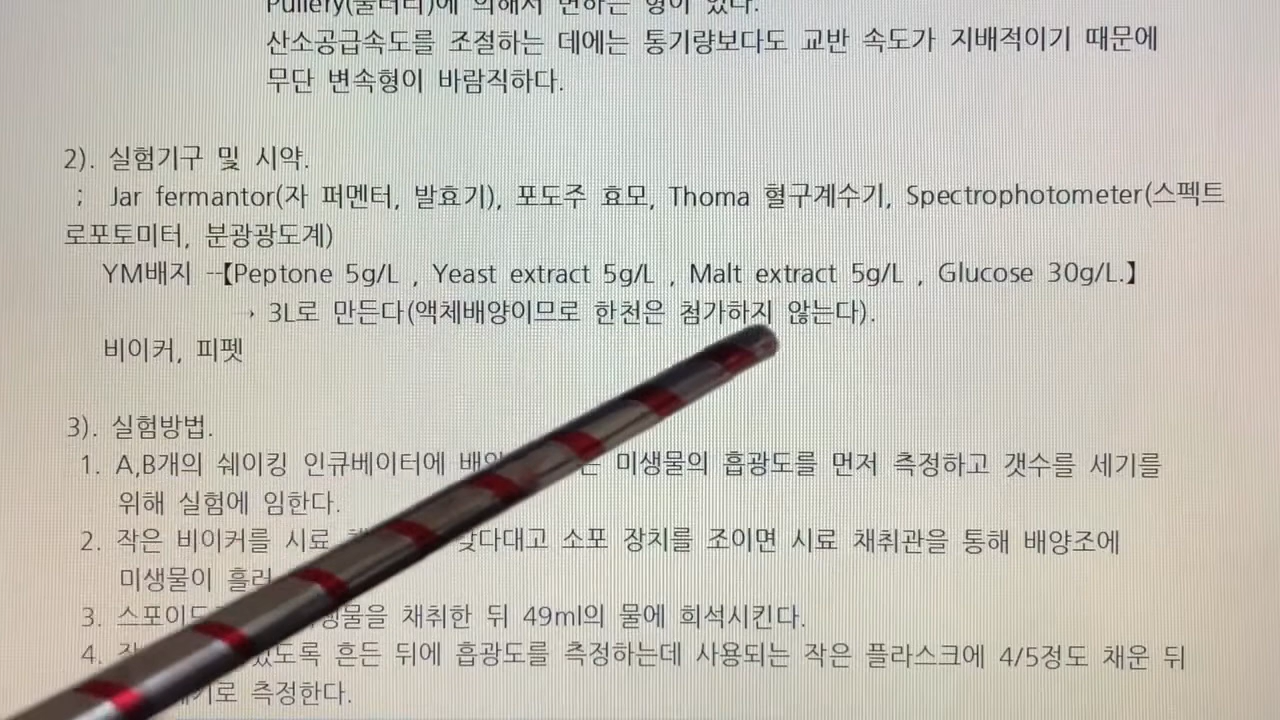 에 의해서 변하는 형이 있다.
산소공급속도를 조절하는 데에는 통기량보다도 교반 속도가 지배적이기 때문에
무단 변속형이 바람직하다.
2). 실험기구 및 시약.
; Jar fermantor(자 퍼멘터, 발효기), 포도주 효모, Thoma 혈구계수기, Spectrophotometer(스펙트
로포토미터, 분광광도계)
YM배지 --【Peptone 5g/L , Yeast extract 5g/L , Malt extract 5g/L , Glucose 30g/L.】
→ 3L로 만든다(액체배양이므로 한천은 첨가하지 않는다).
비이커, 피펫
3). 실험방법.
1. A,B개의 쉐이킹 인큐베이터에 미생물의 흡광도를 먼저 측정하고 갯수를 세기를
위해 실험에 임한다.
2. 작은 비이커를 시료 맞다대고 소포 장치를 조이면 시료 채취관을 통해 배양조에
미생물이 흘러
3. 채취한 뒤 49ml의 물에 희석시킨다.
4. 흔든 뒤에 흡광도를 측정하는데 사용되는 작은 플라스크에 4/5정도 채운 뒤
측정한다.